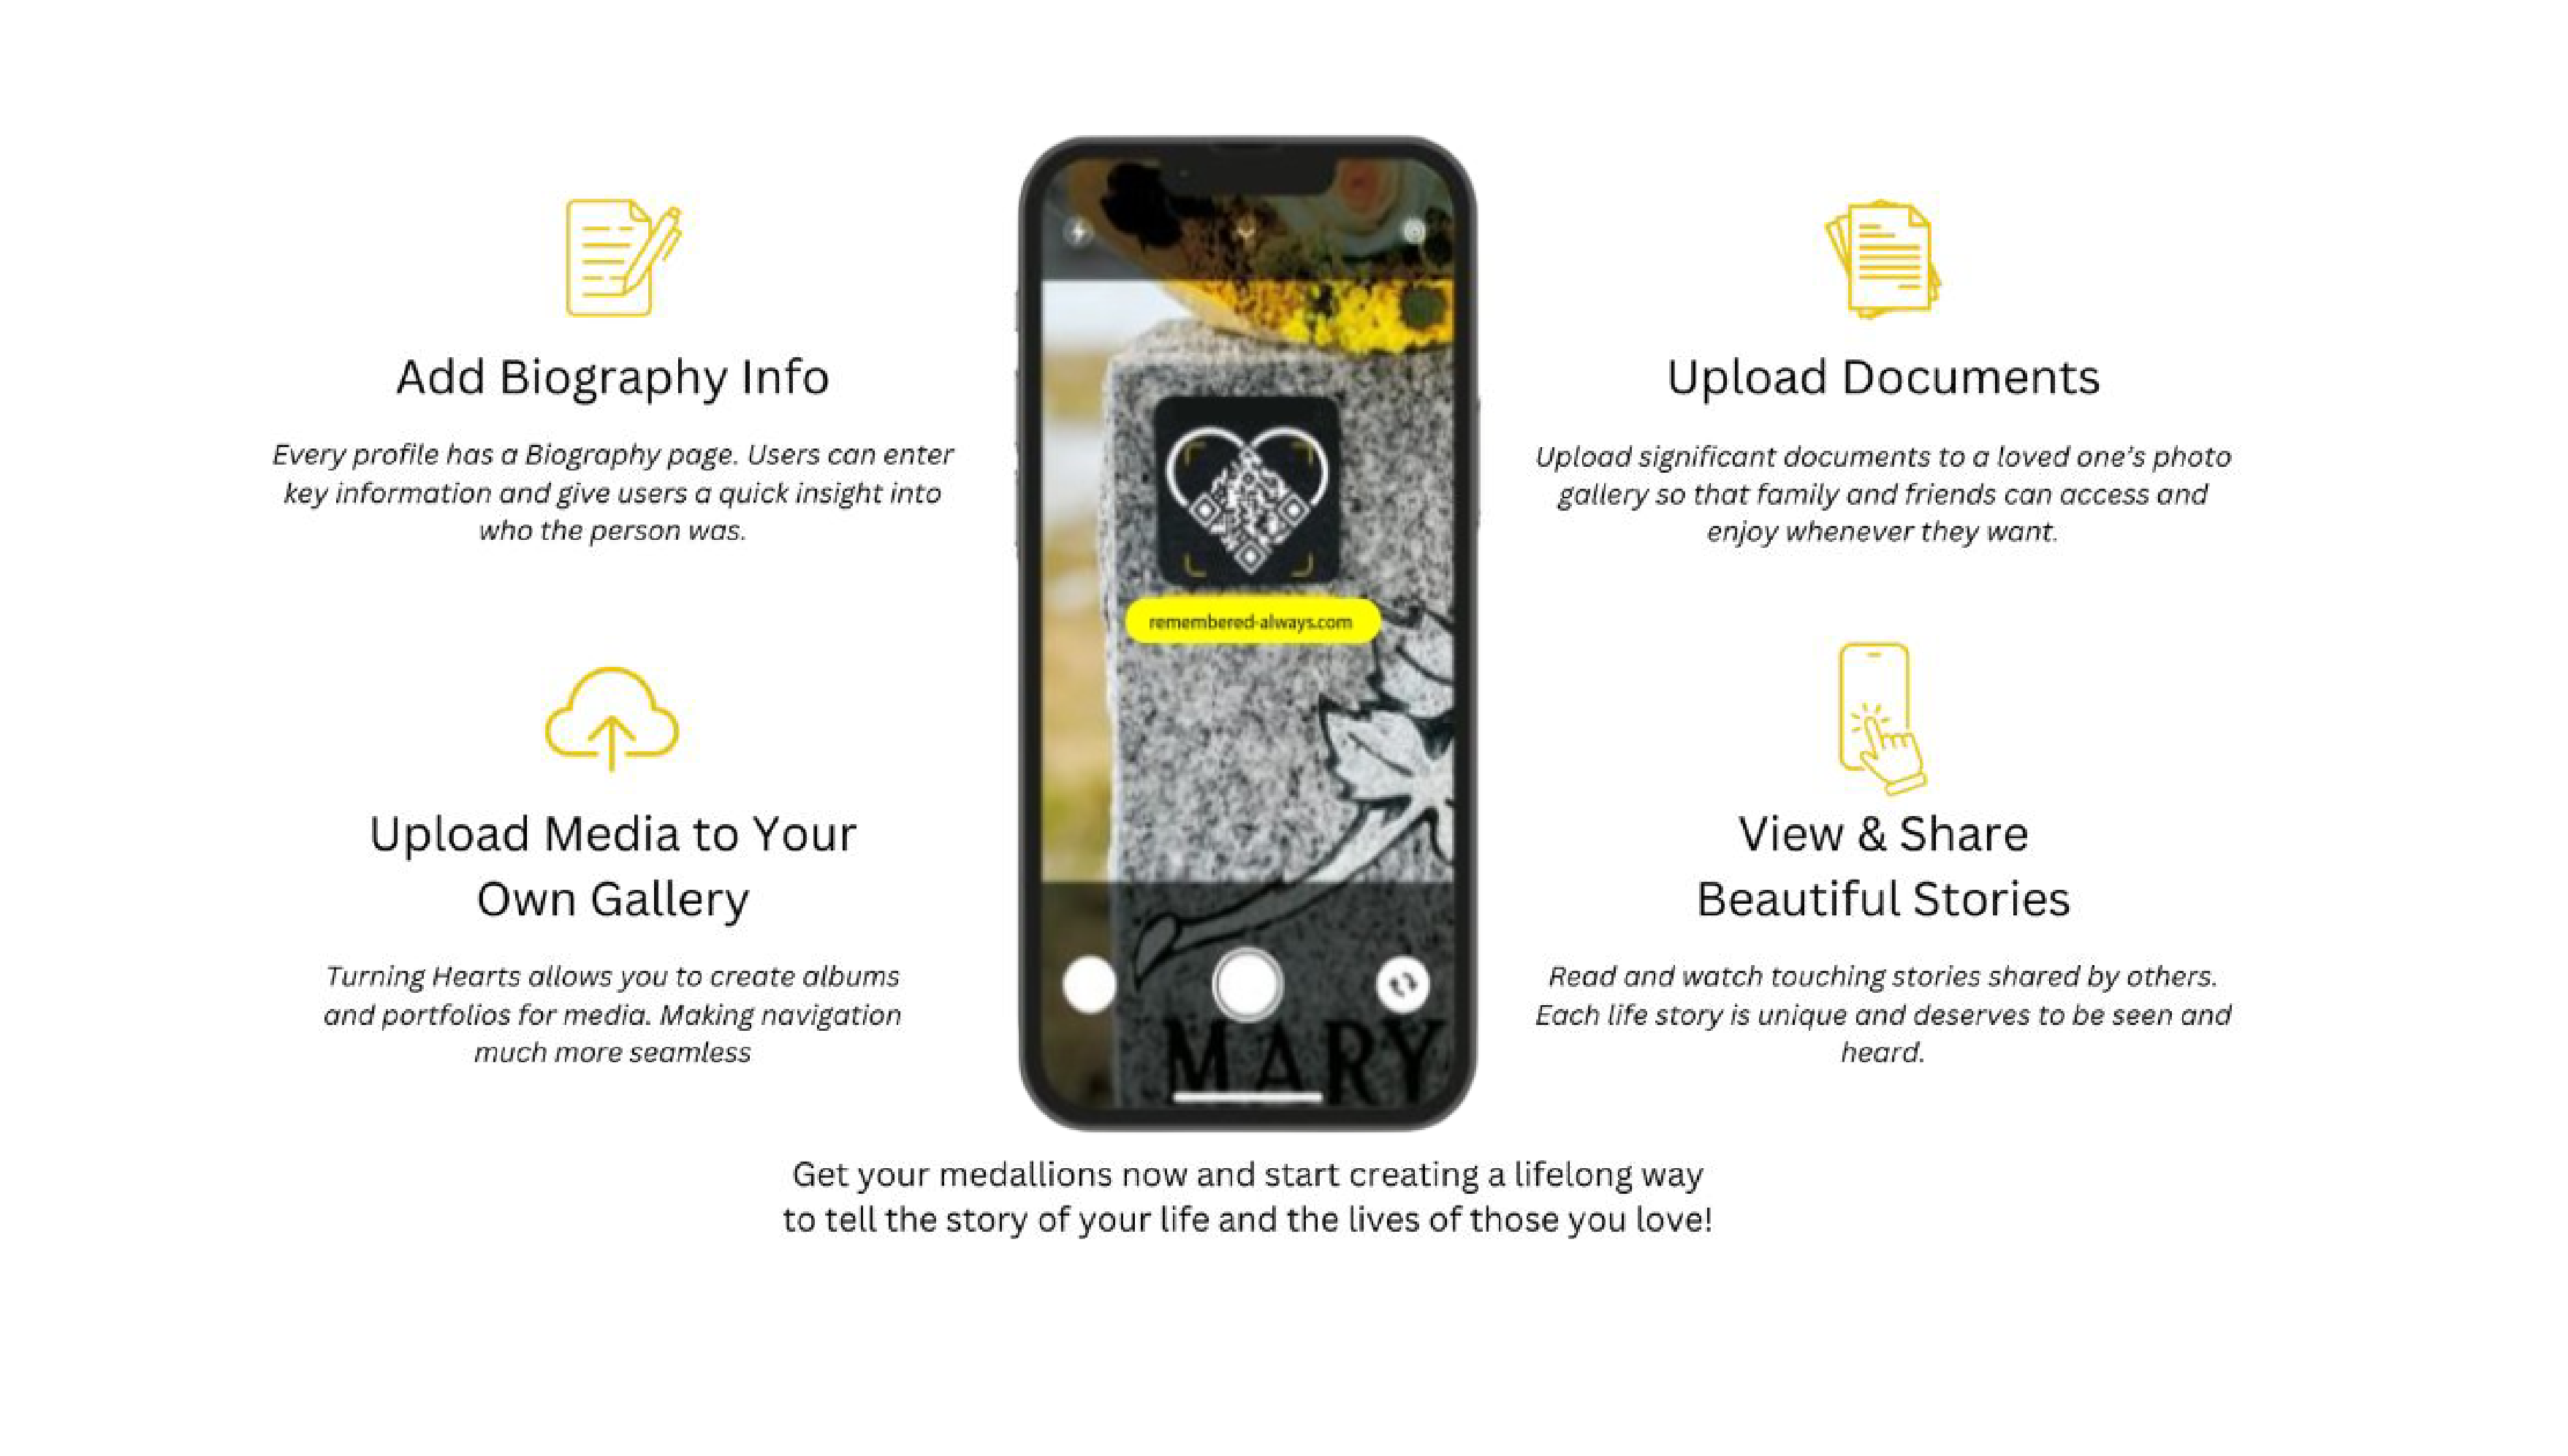 Add Biography Info
Every profile has a Biography page. Users can enter
key information and give users a quick insight into
who the person was.
Upload Media to Your
Own Gallery
Turning Hearts allows you to create albums
and portfolios for media. Making navigation
much more seamless
remembered-always.com
MARY
Upload Documents
Upload significant documents to a loved one's photo
gallery so that family and friends can access and
enjoy whenever they want.
View & Share
Beautiful Stories
Read and watch touching stories shared by others.
Each life story is unique and deserves to be seen and
heard.
Get your medallions now and start creating a lifelong way
to tell the story of your life and the lives of those you love!